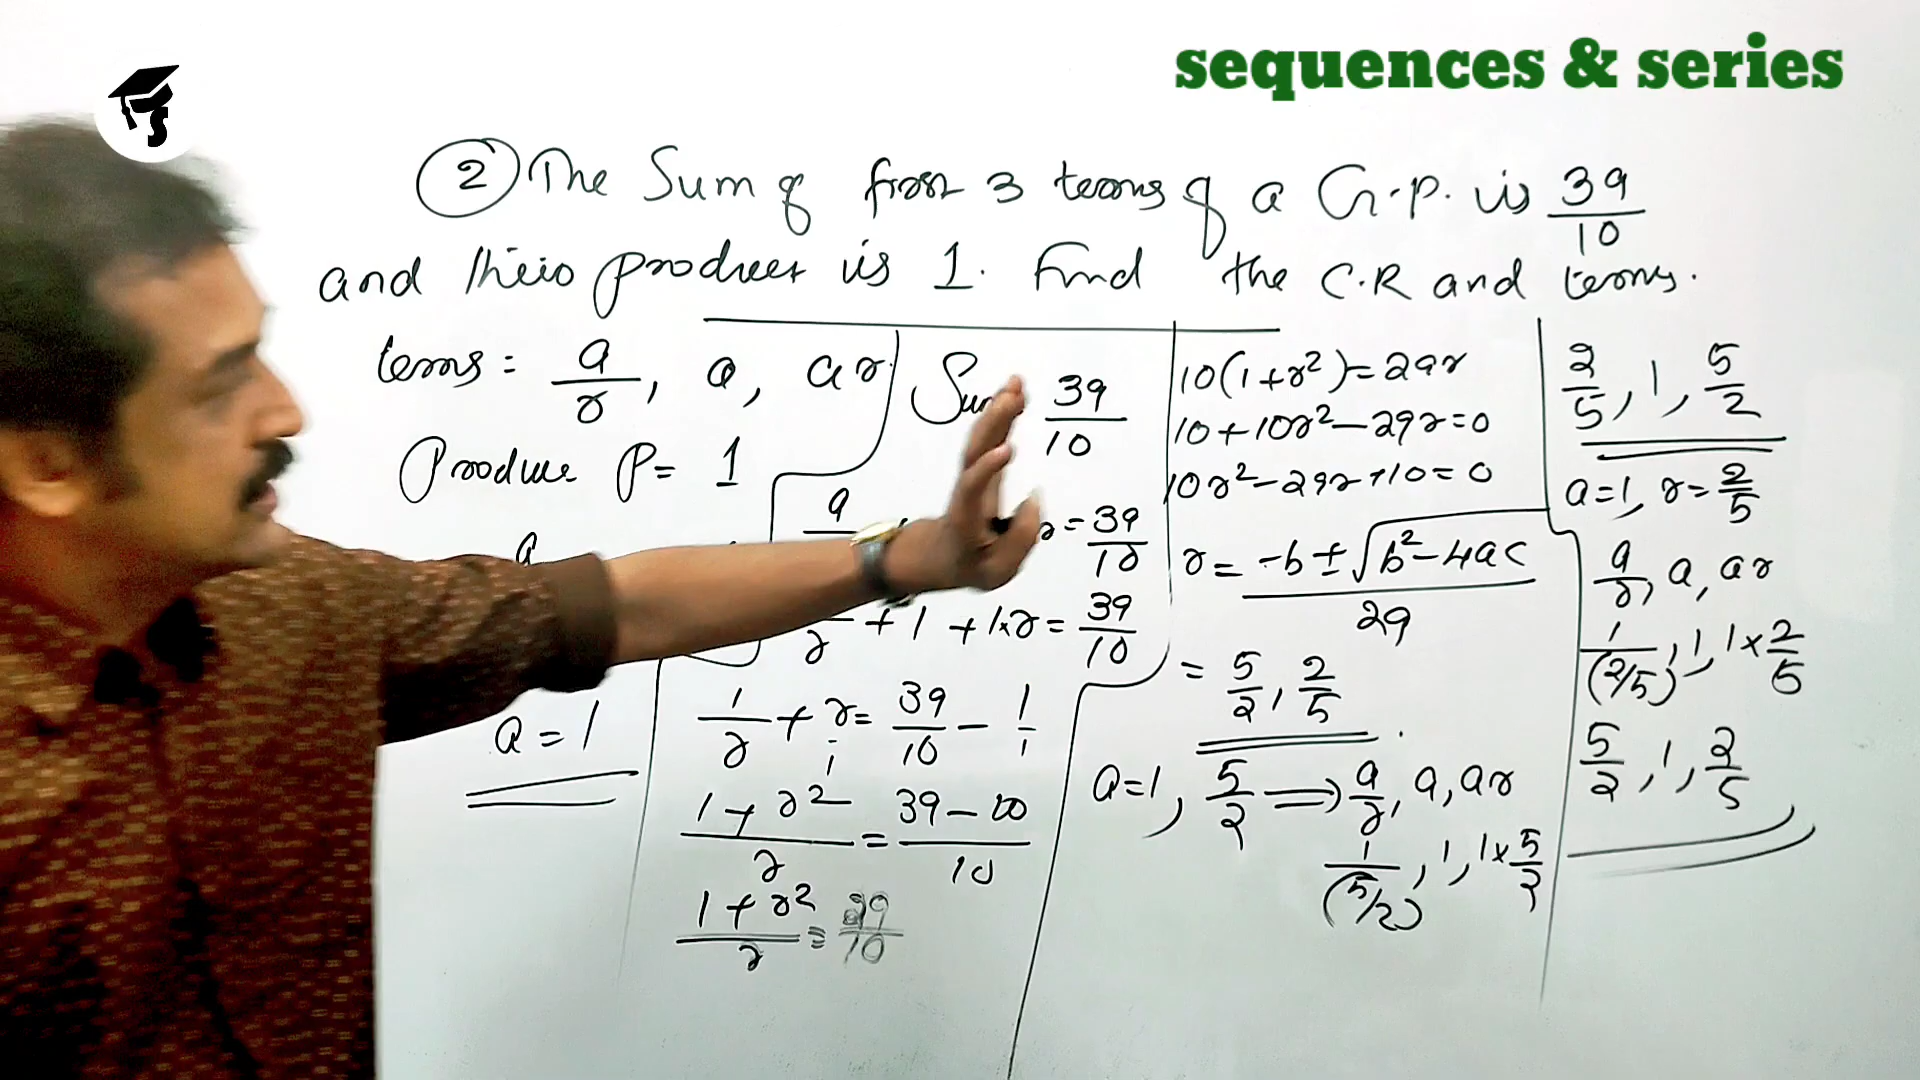 sequences & series
② The Sum of first 3 terms of a G.P. is 39/10
and their product is 1. Find the C.R and terms.
terms: a/r, a, ar
Product P = 1
a
a = 1
Sum 39/10
a
r = 39/10
/r + 1 + 1×r = 39/10
1/r + r/1 = 39/10 − 1/1
(1 + r²)/r = (39 − 10)/10
(1 + r²)/r = 29/10
10(1+r²) = 29r
10 + 10r² − 29r = 0
10r² − 29r + 10 = 0
r = (−b ± √(b² − 4ac))/29
= 5/2, 2/5
a=1, 5/2 ⟹ a/r, a, ar
1/(5/2), 1, 1×5/2
2/5, 1, 5/2
a=1, r=2/5
a/r, a, ar
1/(2/5), 1, 1×2/5
5/2, 1, 2/5